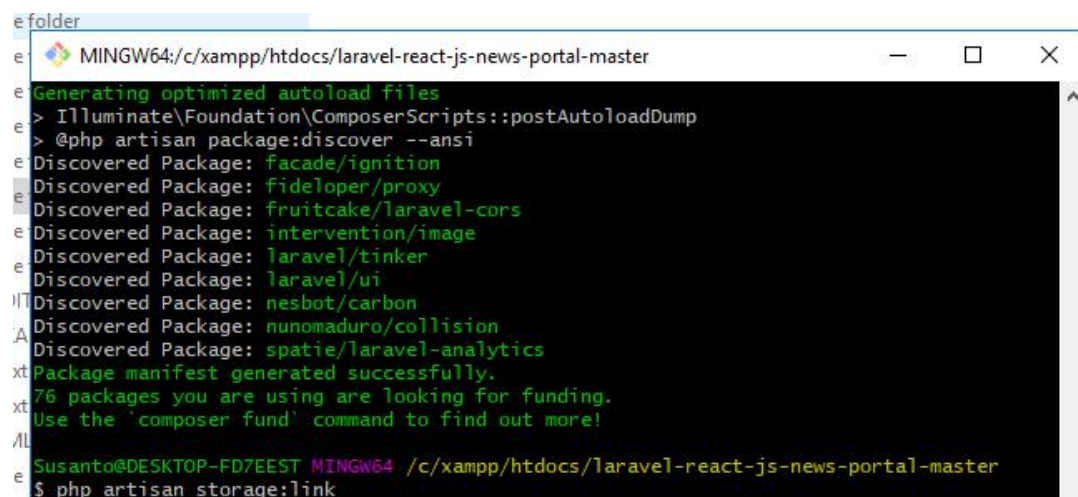 e folder
MINGW64:/c/xampp/htdocs/laravel-react-js-news-portal-master
Generating optimized autoload files
> Illuminate\Foundation\ComposerScripts::postAutoloadDump
> @php artisan package:discover --ansi
Discovered Package: facade/ignition
Discovered Package: fideloper/proxy
Discovered Package: fruitcake/laravel-cors
Discovered Package: intervention/image
Discovered Package: laravel/tinker
Discovered Package: laravel/ui
Discovered Package: nesbot/carbon
Discovered Package: nunomaduro/collision
Discovered Package: spatie/laravel-analytics
Package manifest generated successfully.
76 packages you are using are looking for funding.
Use the `composer fund` command to find out more!
Susanto@DESKTOP-FD7EEST MINGW64 /c/xampp/htdocs/laravel-react-js-news-portal-master
$ php artisan storage:link